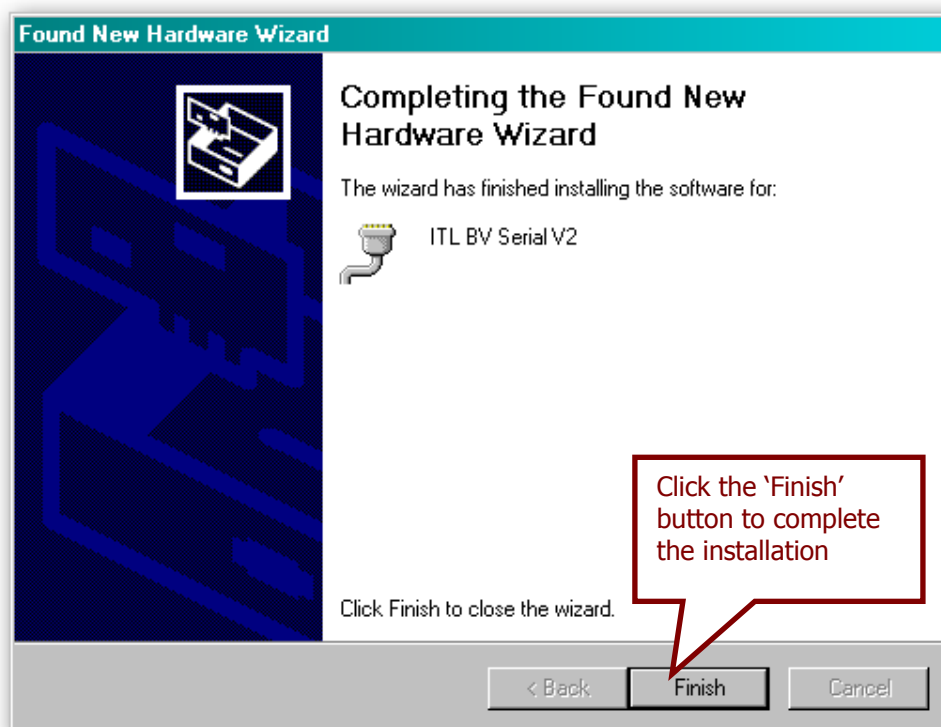 Found New Hardware Wizard
Completing the Found New
Hardware Wizard
The wizard has finished installing the software for:
ITL BV Serial V2
Click the ‘Finish’
button to complete
the installation
Click Finish to close the wizard.
< Back
Finish
Cancel